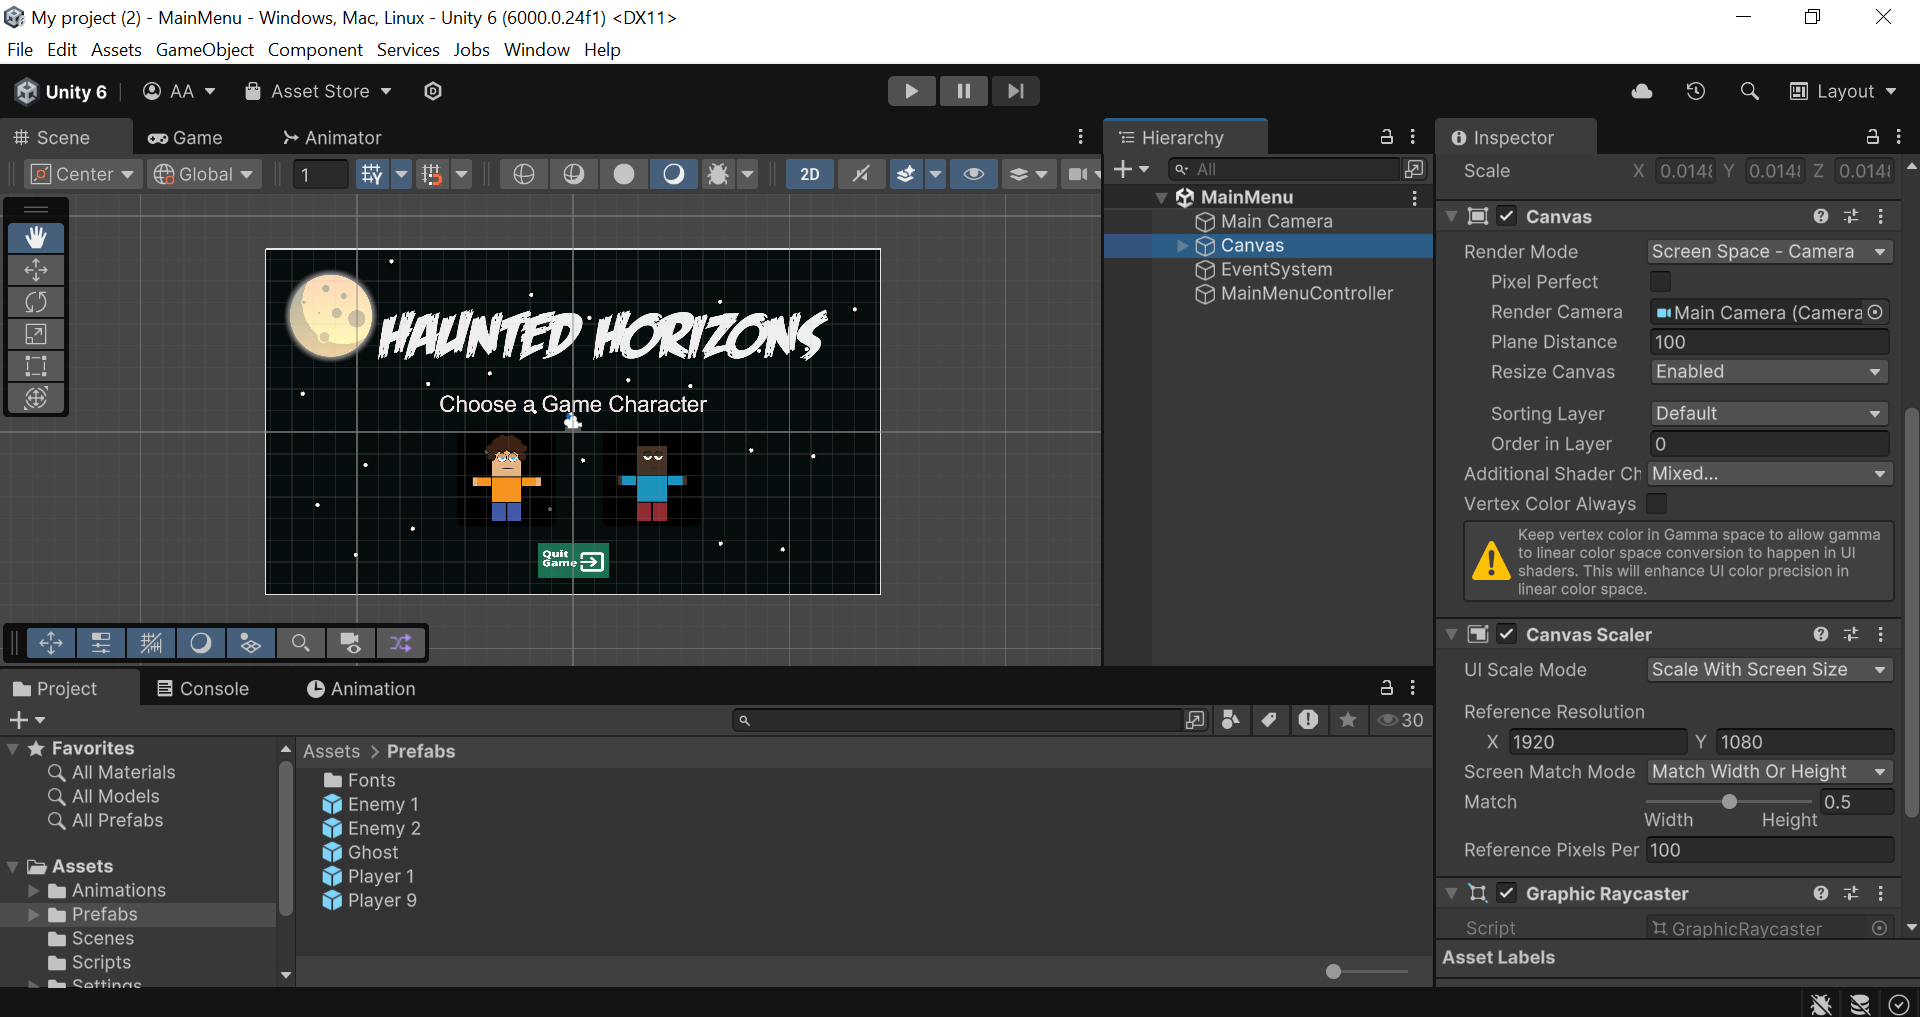 My project (2) - MainMenu - Windows, Mac, Linux - Unity 6 (6000.0.24f1) <DX11>
File Edit Assets GameObject Component Services Jobs Window Help
Unity 6 AA Asset Store Layout
Scene Game Animator
Center Global 1 2D
HAUNTED HORIZONS
Choose a Game Character
Quit
Game
Hierarchy
All
MainMenu
Main Camera
Canvas
EventSystem
MainMenuController
Inspector
Scale X 0.0148 Y 0.0148 Z 0.0148
Canvas
Render Mode Screen Space - Camera
Pixel Perfect
Render Camera Main Camera (Camera
Plane Distance 100
Resize Canvas Enabled
Sorting Layer Default
Order in Layer 0
Additional Shader Ch Mixed...
Vertex Color Always
Keep vertex color in Gamma space to allow gamma
to linear color space conversion to happen in UI
shaders. This will enhance UI color precision in
linear color space.
Canvas Scaler
UI Scale Mode Scale With Screen Size
Reference Resolution
X 1920 Y 1080
Screen Match Mode Match Width Or Height
Match 0.5
Width Height
Reference Pixels Per 100
Graphic Raycaster
Script GraphicRaycaster
Asset Labels
Project Console Animation
30
Favorites
All Materials
All Models
All Prefabs
Assets
Animations
Prefabs
Scenes
Scripts
Settings
Assets > Prefabs
Fonts
Enemy 1
Enemy 2
Ghost
Player 1
Player 9